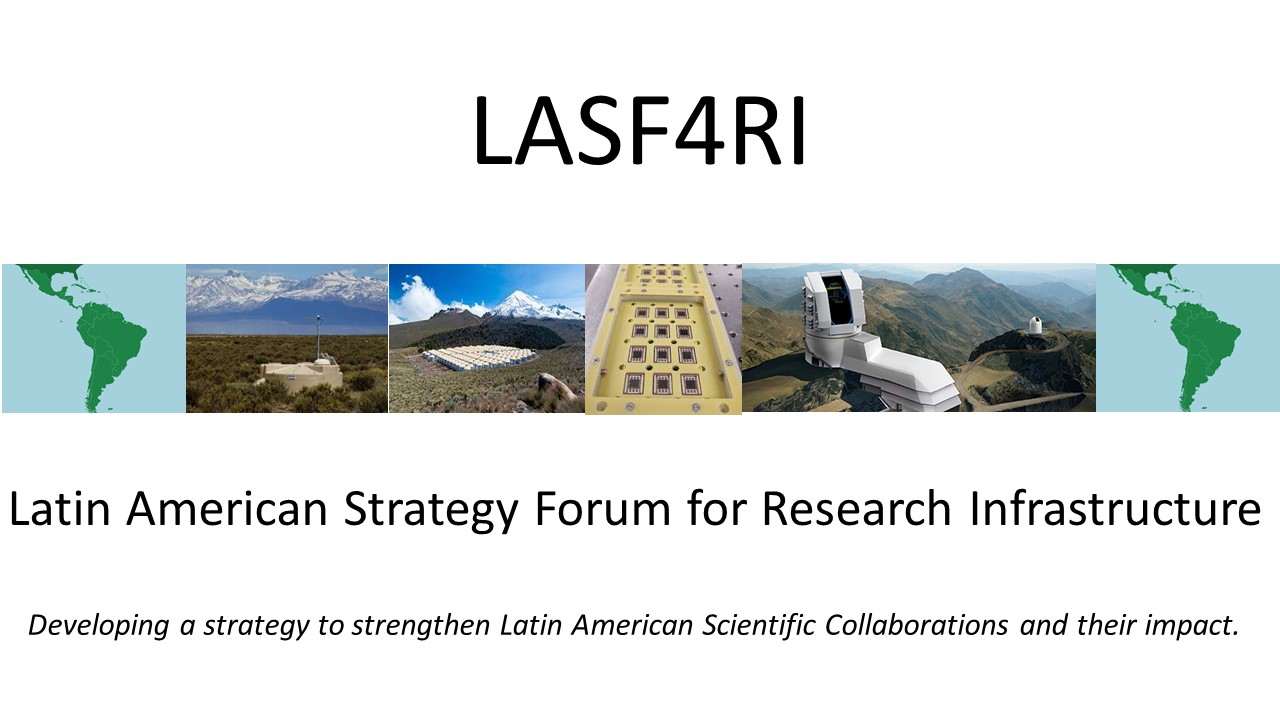 LASF4RI
Latin American Strategy Forum for Research Infrastructure
Developing a strategy to strengthen Latin American Scientific Collaborations and their impact.